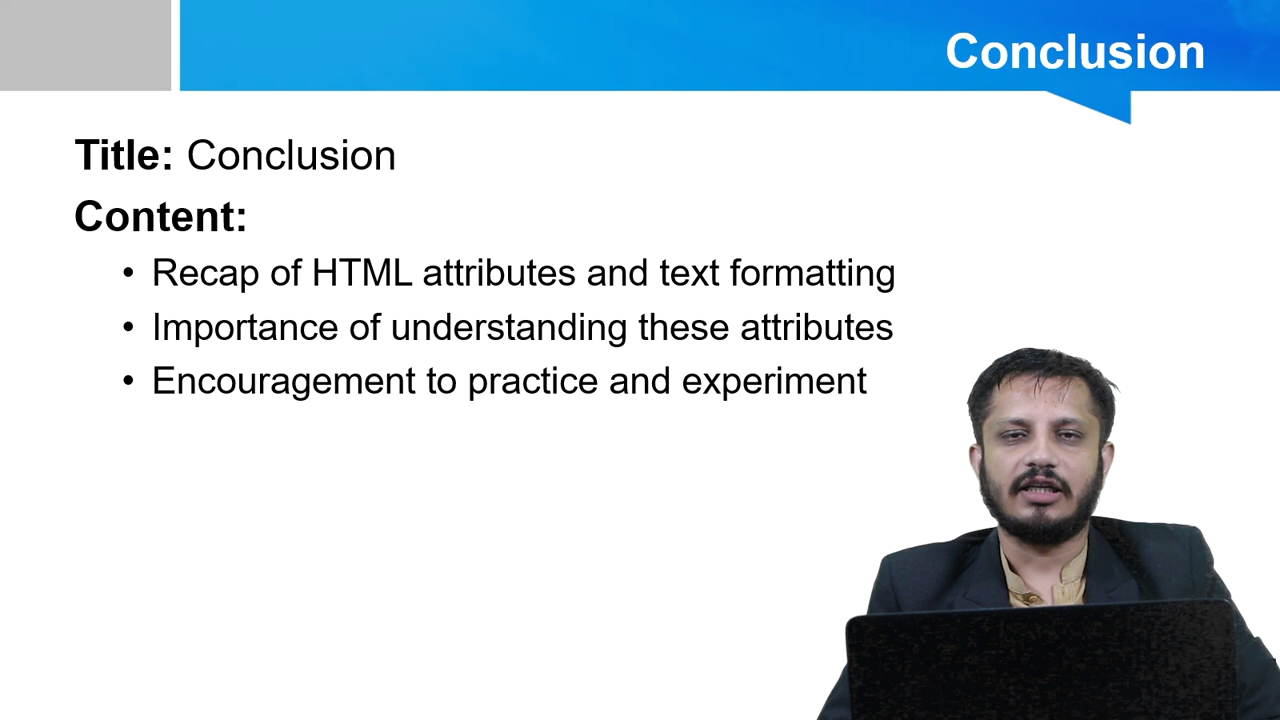 Conclusion
Title: Conclusion
Content:
• Recap of HTML attributes and text formatting
• Importance of understanding these attributes
• Encouragement to practice and experiment